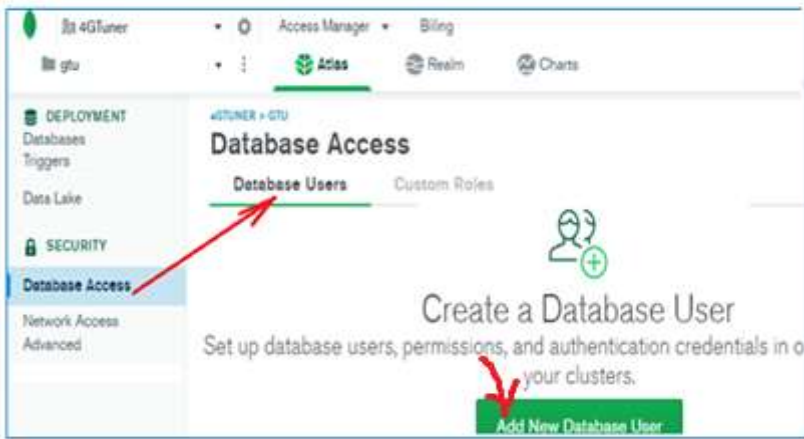 4GTuner Access Manager Biling
gtu Atlas Realm Charts
DEPLOYMENT
Databases
Triggers
Data Lake
SECURITY
Database Access
Network Access
Advanced
4GTUNER > GTU
Database Access
Database Users Custom Roles
Create a Database User
Set up database users, permissions, and authentication credentials in o
your clusters.
Add New Database User